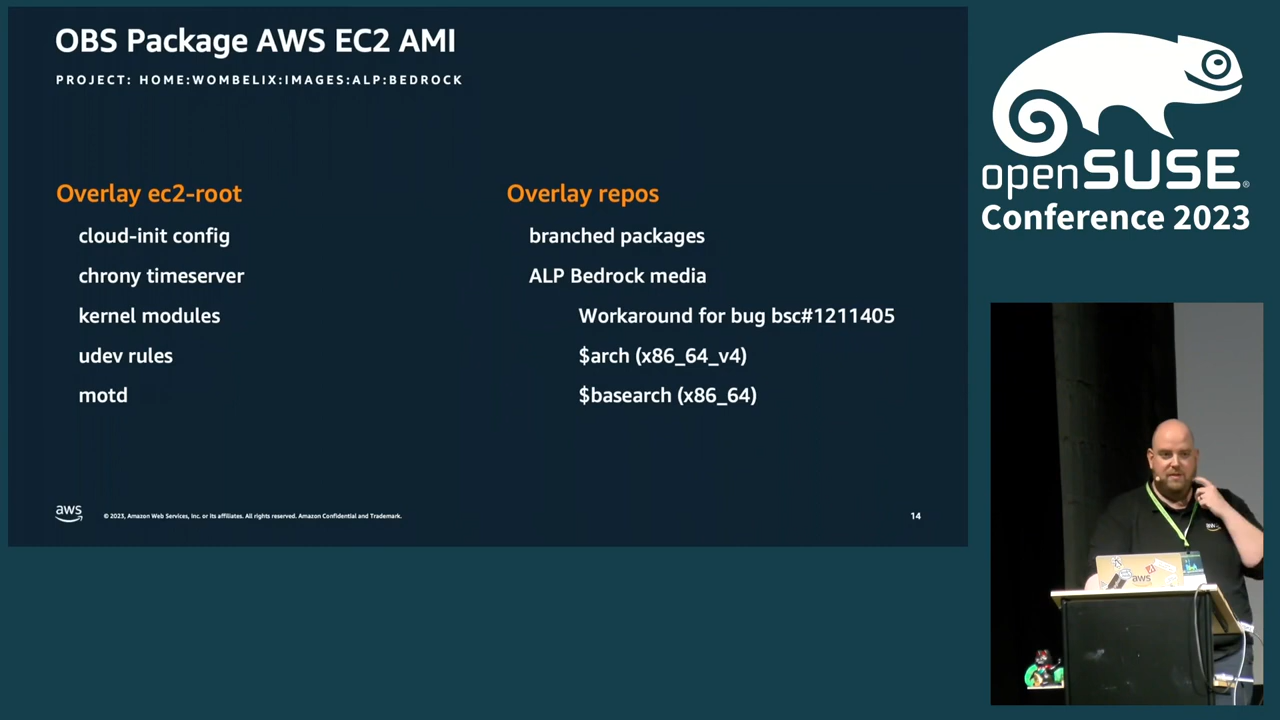 OBS Package AWS EC2 AMI
PROJECT: HOME:WOMBELIX:IMAGES:ALP:BEDROCK
Overlay ec2-root
cloud-init config
chrony timeserver
kernel modules
udev rules
motd
Overlay repos
branched packages
ALP Bedrock media
Workaround for bug bsc#1211405
$arch (x86_64_v4)
$basearch (x86_64)
aws
© 2023, Amazon Web Services, Inc. or its affiliates. All rights reserved. Amazon Confidential and Trademark.
14
openSUSE®
Conference 2023
aws
aws